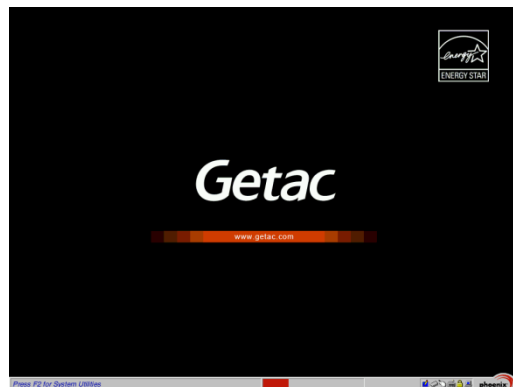 energy
ENERGY STAR
Getac
www.getac.com
Press F2 for System Utilities
phoenix